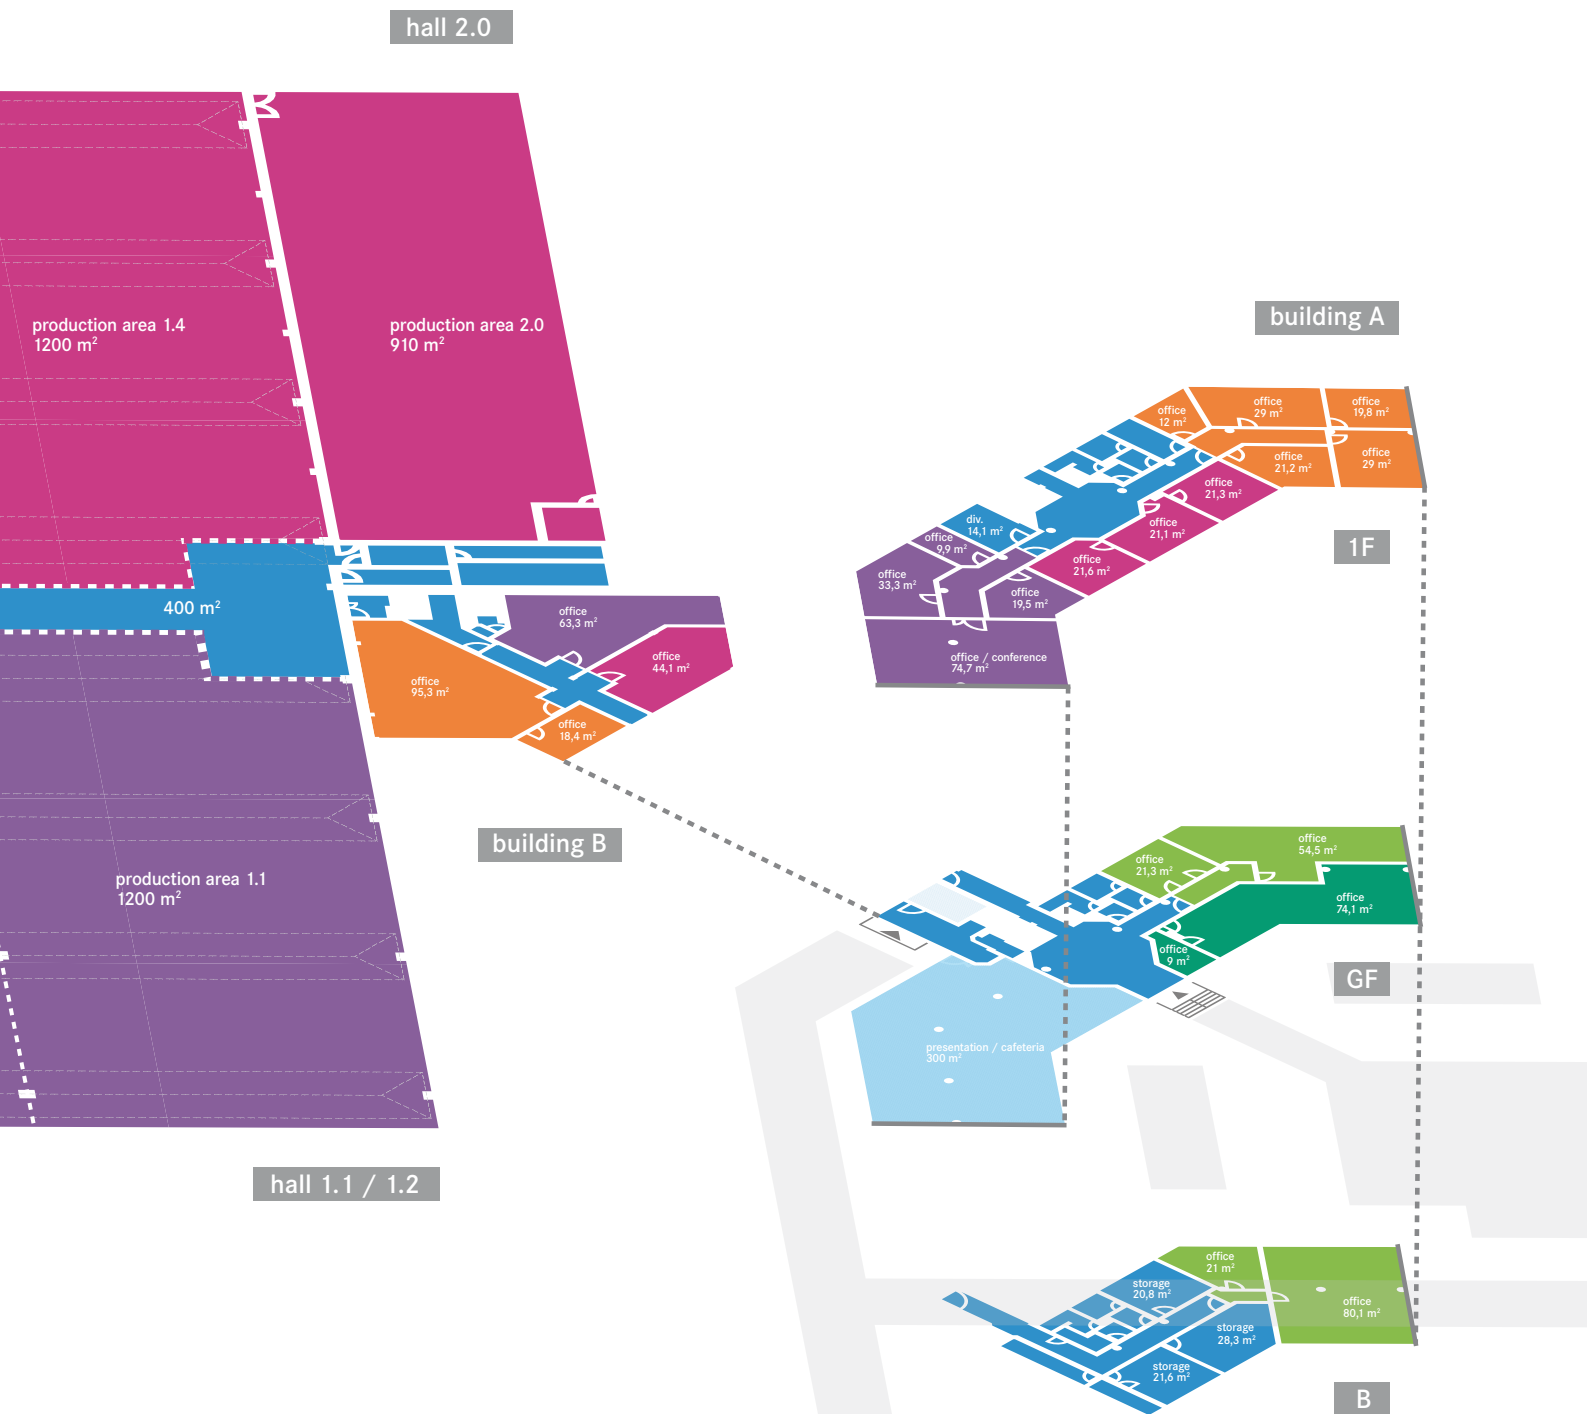 hall 2.0
production area 1.4
1200 m²
production area 2.0
910 m²
400 m²
office
63,3 m²
office
44,1 m²
office
95,3 m²
office
18,4 m²
building B
production area 1.1
1200 m²
hall 1.1 / 1.2
building A
office
12 m²
office
29 m²
office
19,8 m²
office
21,2 m²
office
29 m²
office
21,3 m²
office
21,1 m²
office
21,6 m²
div.
14,1 m²
office
9,9 m²
office
33,3 m²
office
19,5 m²
office / conference
74,7 m²
1F
office
54,5 m²
office
21,3 m²
office
74,1 m²
office
9 m²
GF
presentation / cafeteria
300 m²
office
21 m²
storage
20,8 m²
office
80,1 m²
storage
28,3 m²
storage
21,6 m²
B